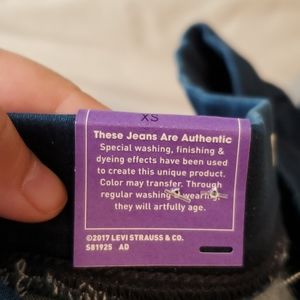 XS
These Jeans Are Authentic
Special washing, finishing &
dyeing effects have been used
to create this unique product.
Color may transfer. Through
regular washing & wearing,
they will artfully age.
©2017 LEVI STRAUSS & CO.
S81925 AD